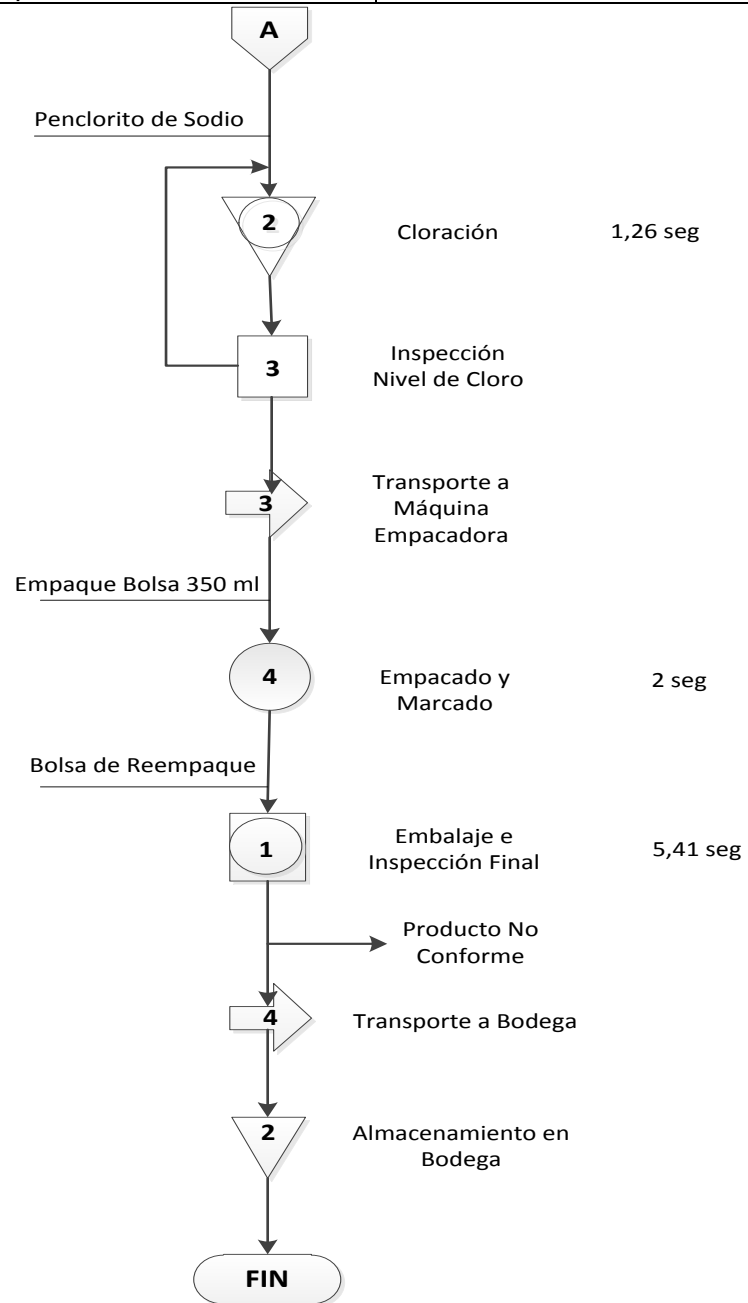 A
Penclorito de Sodio
2
Cloración
1,26 seg
3
Inspección
Nivel de Cloro
3
Transporte a
Máquina
Empacadora
Empaque Bolsa 350 ml
4
Empacado y
Marcado
2 seg
Bolsa de Reempaque
1
Embalaje e
Inspección Final
5,41 seg
Producto No
Conforme
4
Transporte a Bodega
2
Almacenamiento en
Bodega
FIN